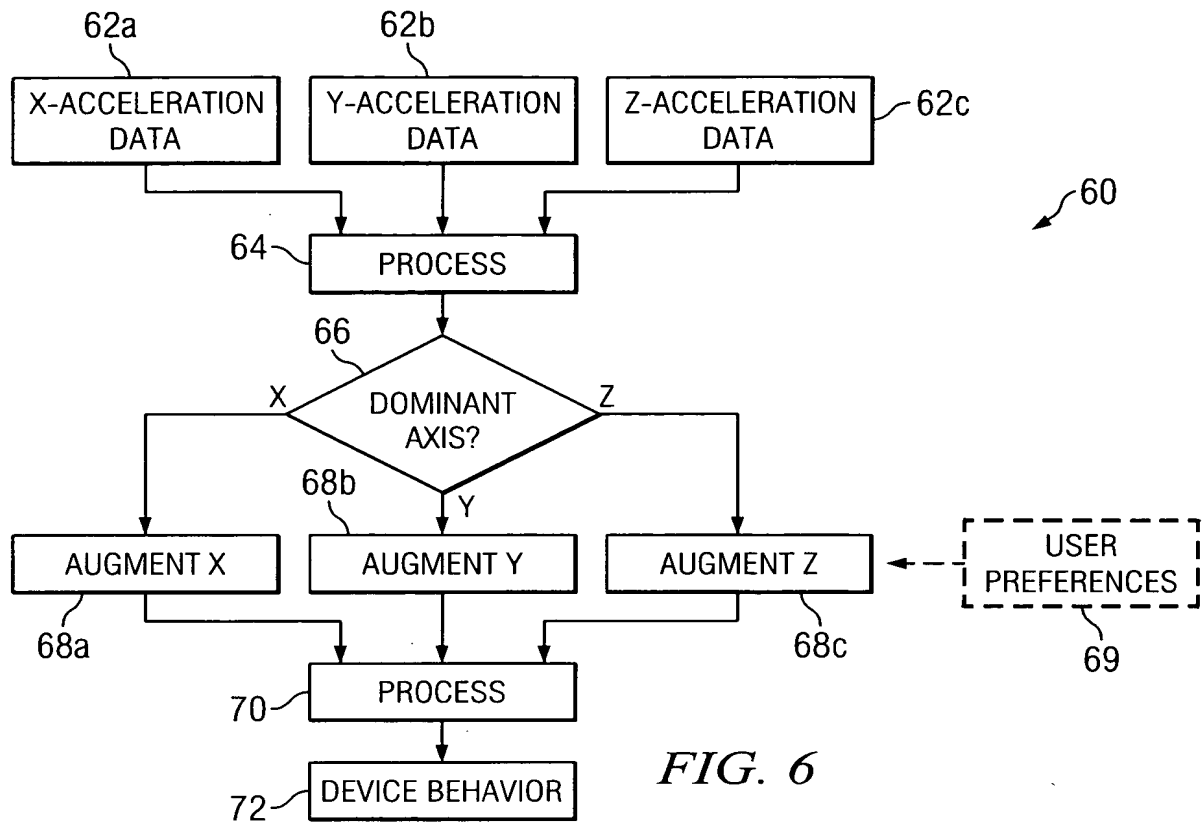 62a
62b
X-ACCELERATION
DATA
Y-ACCELERATION
DATA
Z-ACCELERATION
DATA
62c
60
64
PROCESS
66
X
DOMINANT
AXIS?
Z
Y
68b
AUGMENT X
AUGMENT Y
AUGMENT Z
USER
PREFERENCES
68a
68c
69
70
PROCESS
72
DEVICE BEHAVIOR
FIG. 6